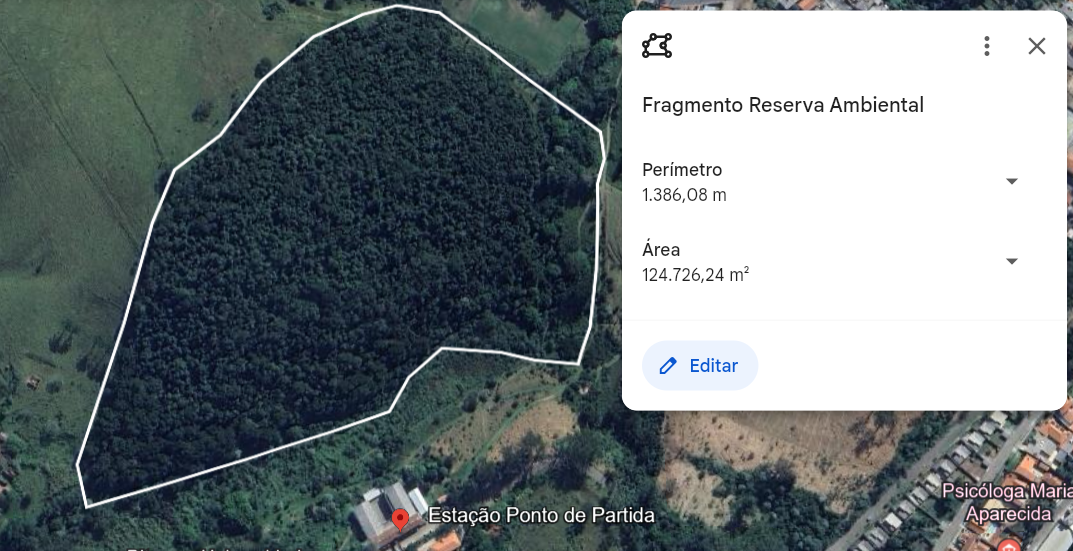 Fragmento Reserva Ambiental
Perímetro
1.386,08 m
Área
124.726,24 m²
Editar
Estação Ponto de Partida
Psicóloga Maria
Aparecida